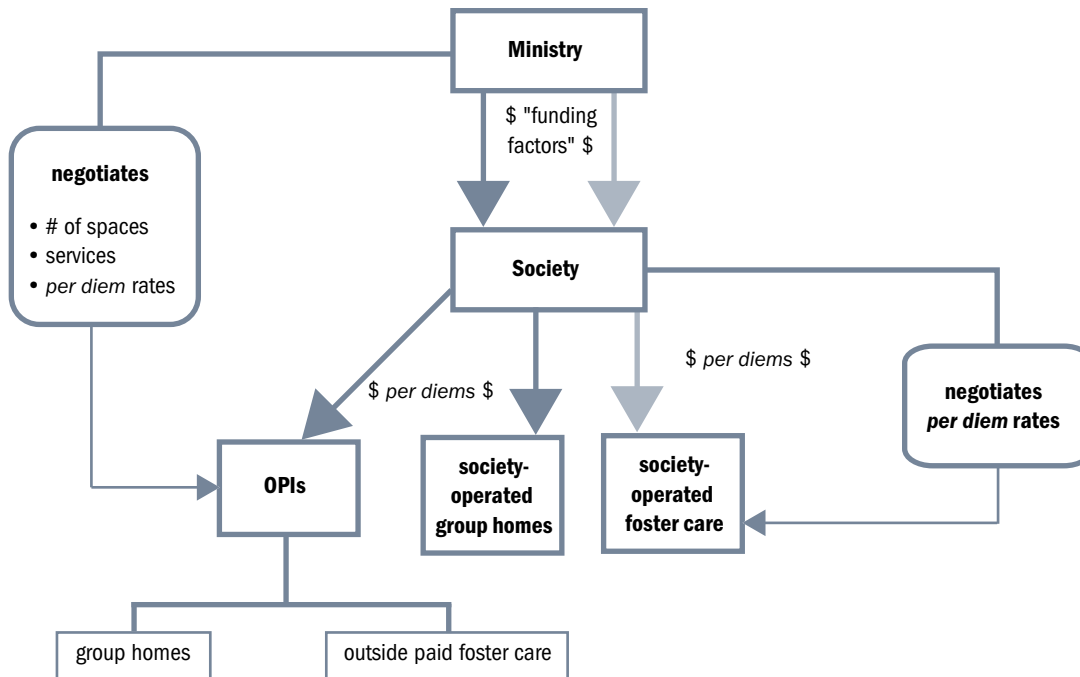 Ministry
$ "funding
factors" $
negotiates
• # of spaces
• services
• per diem rates
Society
$ per diems $
$ per diems $
negotiates
per diem rates
OPIs
society-
operated
group homes
society-
operated
foster care
group homes
outside paid foster care